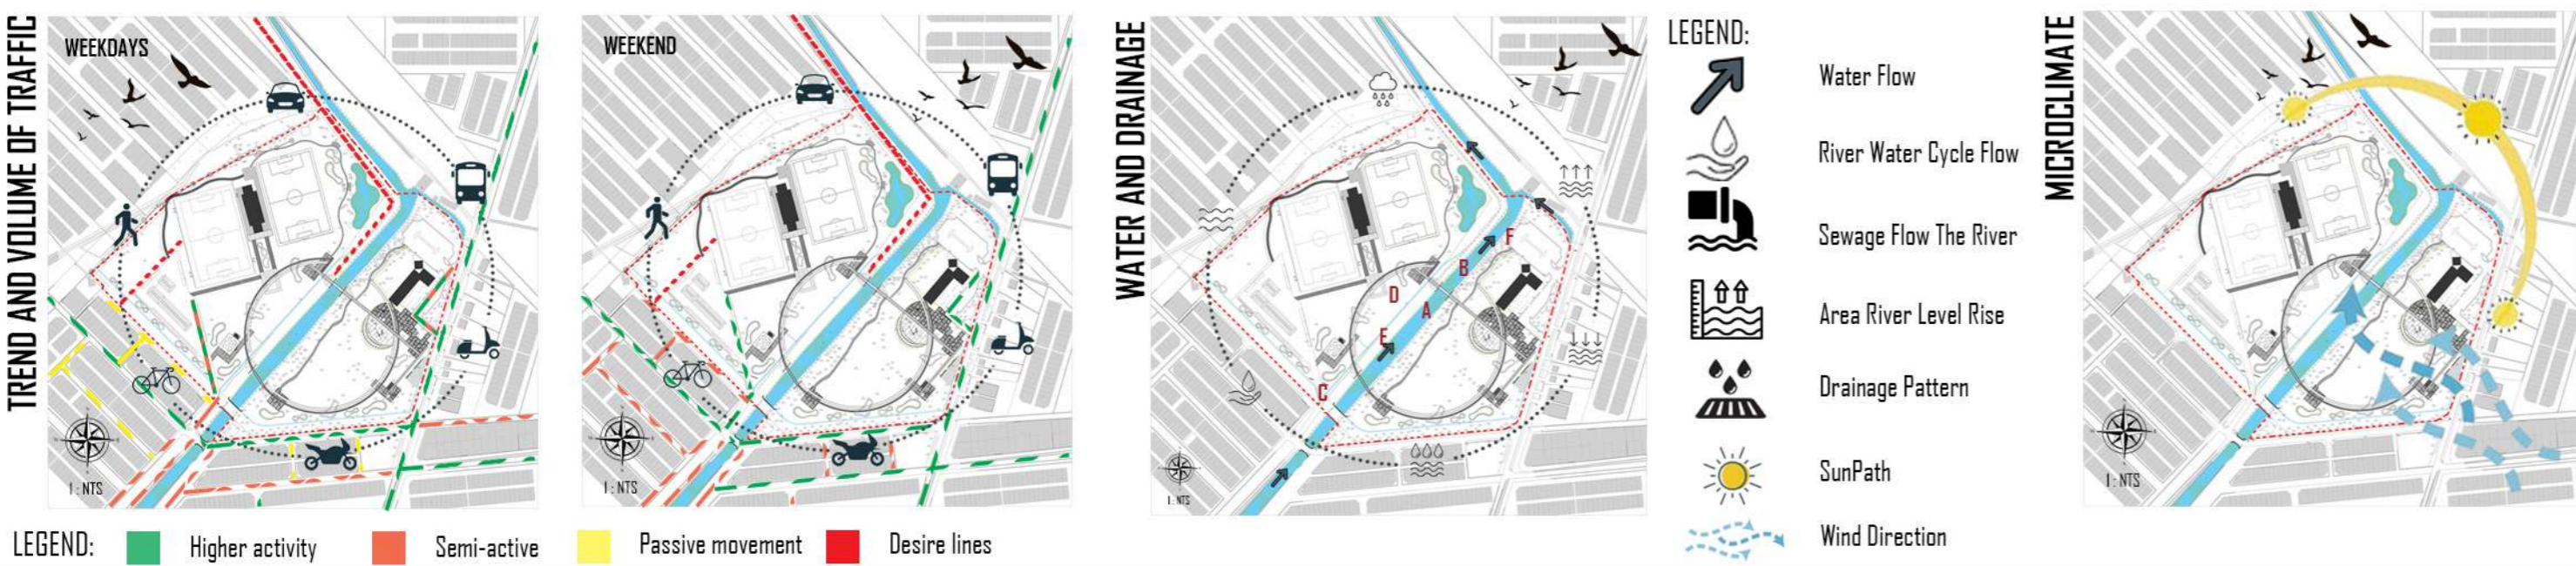 TREND AND VOLUME OF TRAFFIC
WEEKDAYS
1 : NTS
WEEKEND
1 : NTS
LEGEND:
Higher activity
Semi-active
Passive movement
Desire lines
WATER AND DRAINAGE
F
B
D
A
E
C
1 : NTS
LEGEND:
Water Flow
River Water Cycle Flow
Sewage Flow The River
Area River Level Rise
Drainage Pattern
SunPath
Wind Direction
MICROCLIMATE
1 : NTS